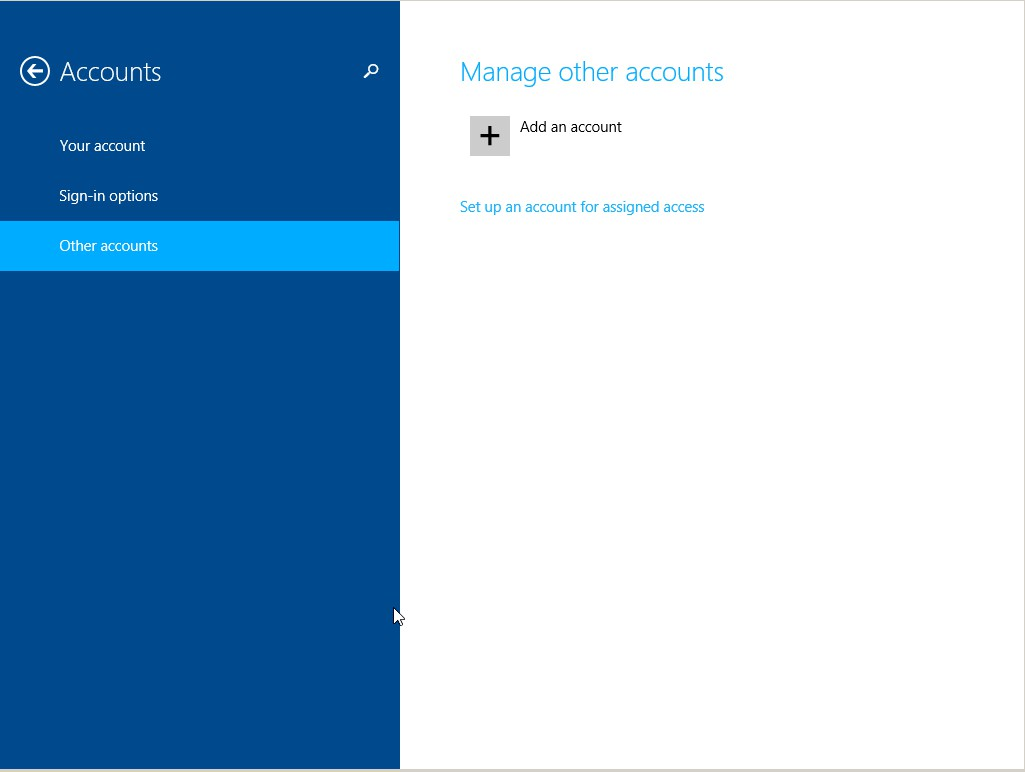 Accounts
Your account
Sign-in options
Other accounts
Manage other accounts
Add an account
Set up an account for assigned access